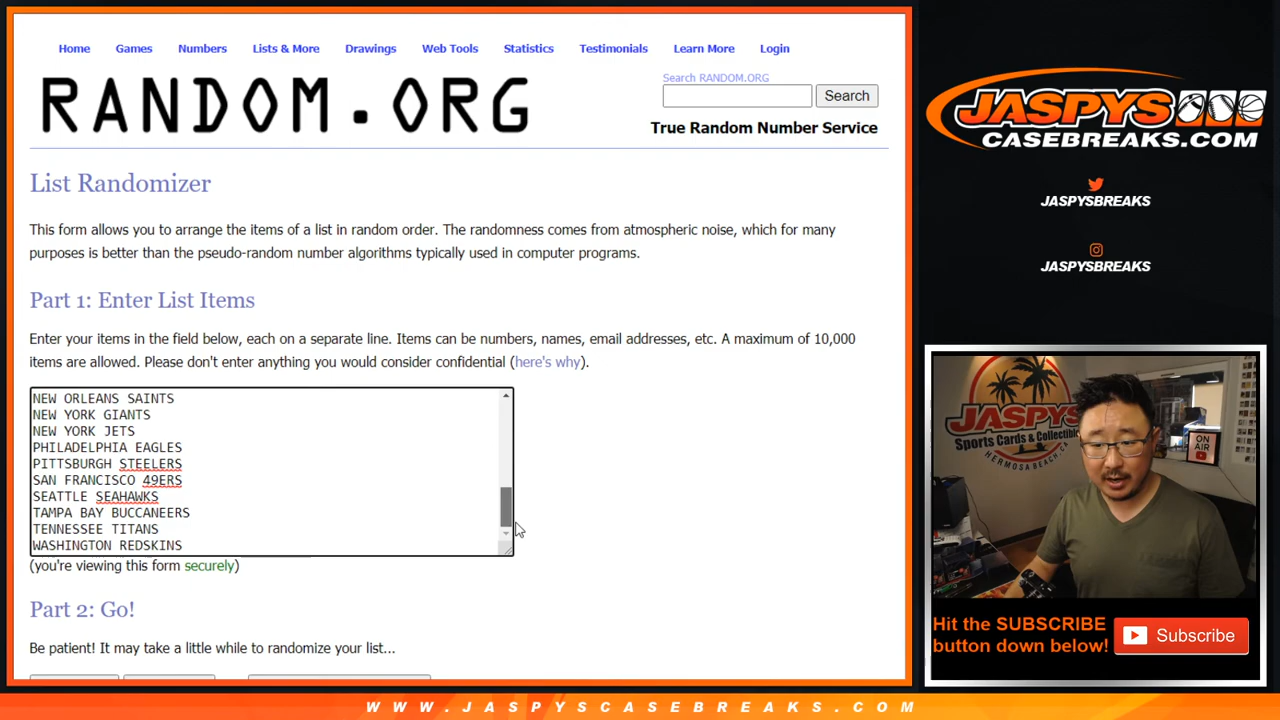 Home Games Numbers Lists & More Drawings Web Tools Statistics Testimonials Learn More Login
RANDOM.ORG
Search RANDOM.ORG
Search
True Random Number Service
List Randomizer
This form allows you to arrange the items of a list in random order. The randomness comes from atmospheric noise, which for many
purposes is better than the pseudo-random number algorithms typically used in computer programs.
Part 1: Enter List Items
Enter your items in the field below, each on a separate line. Items can be numbers, names, email addresses, etc. A maximum of 10,000
items are allowed. Please don't enter anything you would consider confidential (here's why).
NEW ORLEANS SAINTS
NEW YORK GIANTS
NEW YORK JETS
PHILADELPHIA EAGLES
PITTSBURGH STEELERS
SAN FRANCISCO 49ERS
SEATTLE SEAHAWKS
TAMPA BAY BUCCANEERS
TENNESSEE TITANS
WASHINGTON REDSKINS
(you're viewing this form securely)
Part 2: Go!
Be patient! It may take a little while to randomize your list...
JASPYS
CASEBREAKS.COM
JASPYSBREAKS
JASPYSBREAKS
JASPYS
Sports Cards & Collectibles
HERMOSA BEACH, CA
ON
AIR
Hit the SUBSCRIBE
button down below!
Subscribe
WWW.JASPYSCASEBREAKS.COM